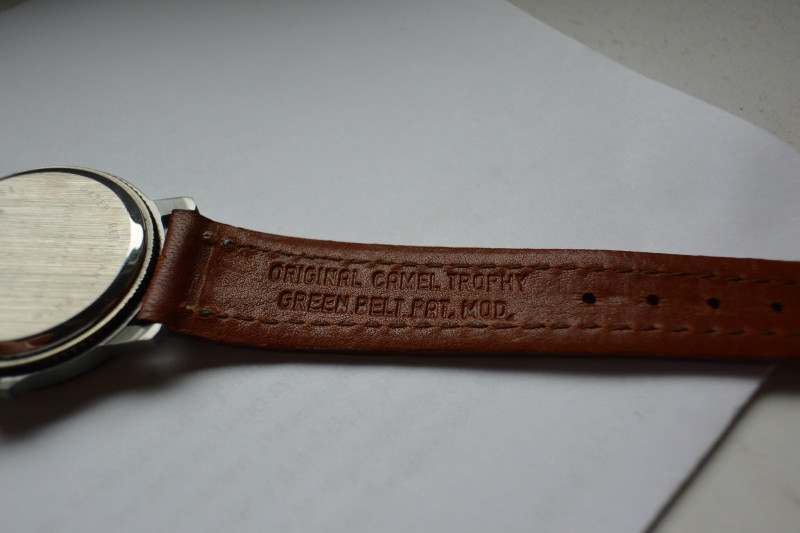 ORIGINAL CAMEL TROPHY
GREEN BELT PAT. MOD.